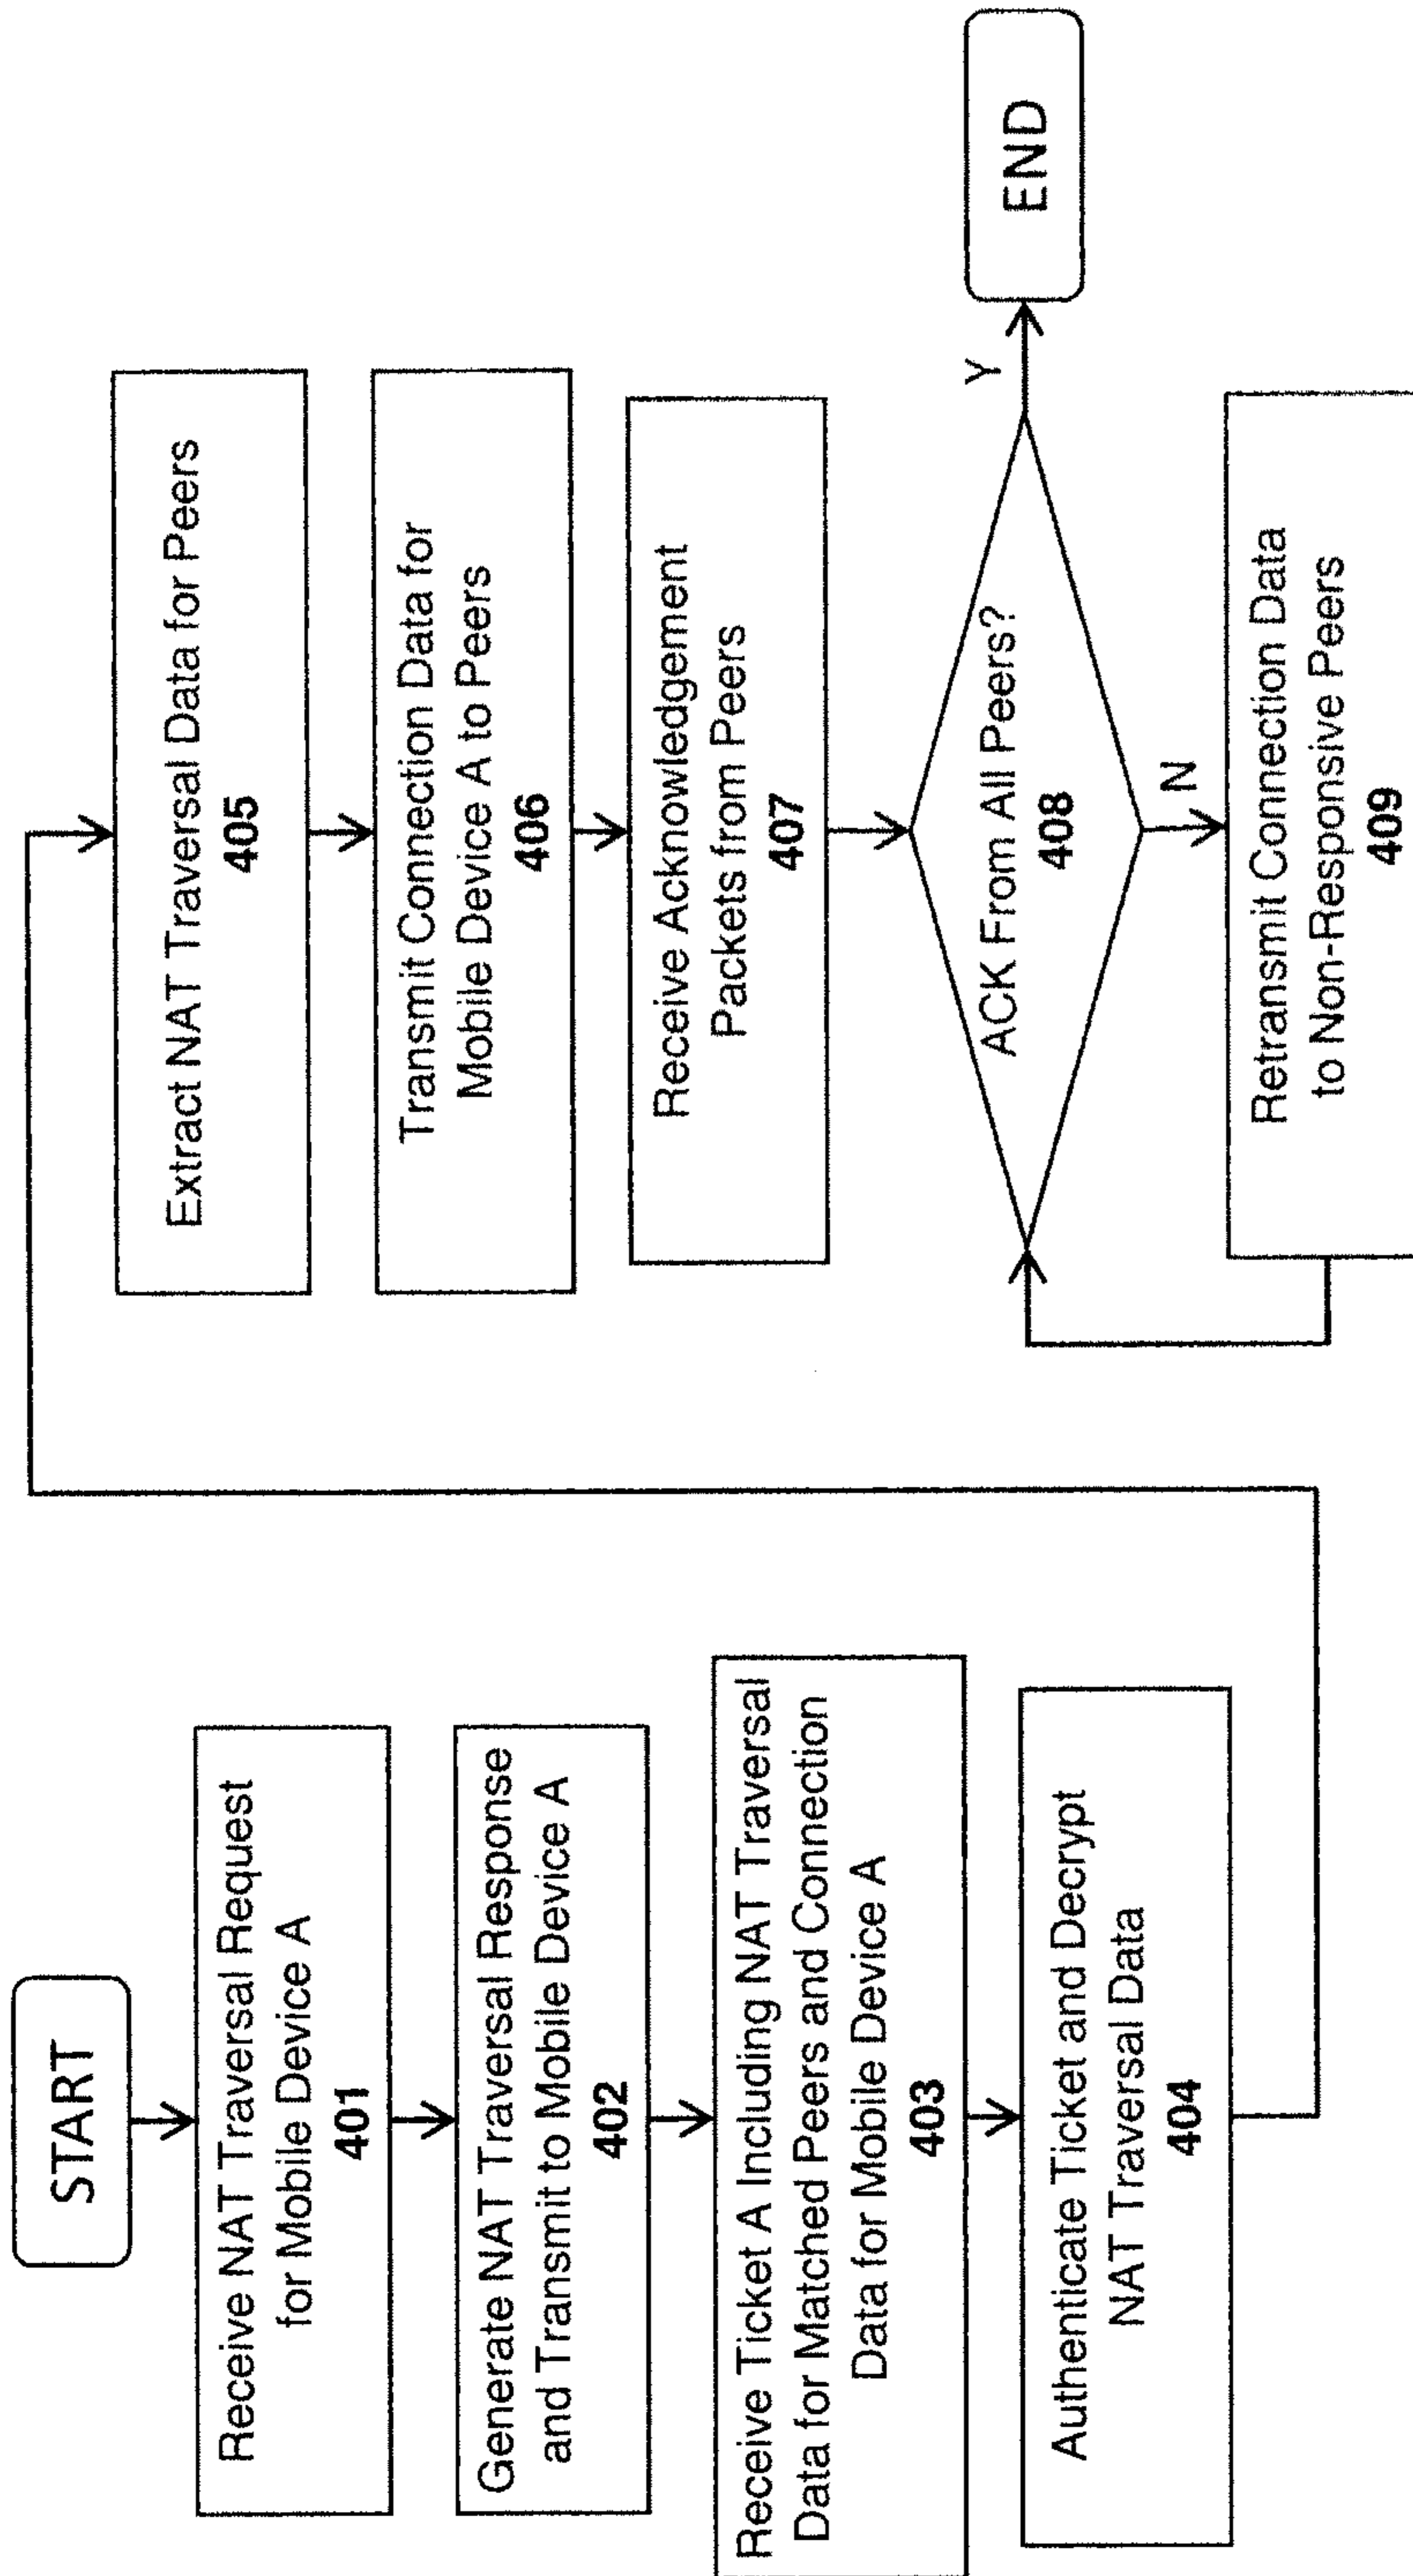 START
Receive NAT Traversal Request
for Mobile Device A
401
Generate NAT Traversal Response
and Transmit to Mobile Device A
402
Receive Ticket A Including NAT Traversal
Data for Matched Peers and Connection
Data for Mobile Device A
403
Authenticate Ticket and Decrypt
NAT Traversal Data
404
Extract NAT Traversal Data for Peers
405
Transmit Connection Data for
Mobile Device A to Peers
406
Receive Acknowledgement
Packets from Peers
407
ACK From All Peers?
408
Y
END
N
Retransmit Connection Data
to Non-Responsive Peers
409